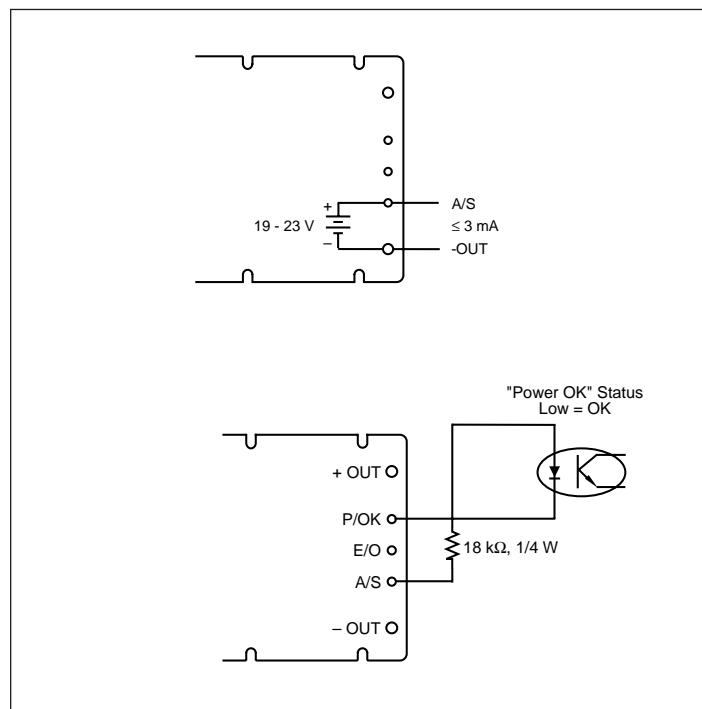 +
19 - 23 V
–
A/S
≤ 3 mA
-OUT
"Power OK" Status
Low = OK
+ OUT
P/OK
E/O
18 kΩ, 1/4 W
A/S
– OUT